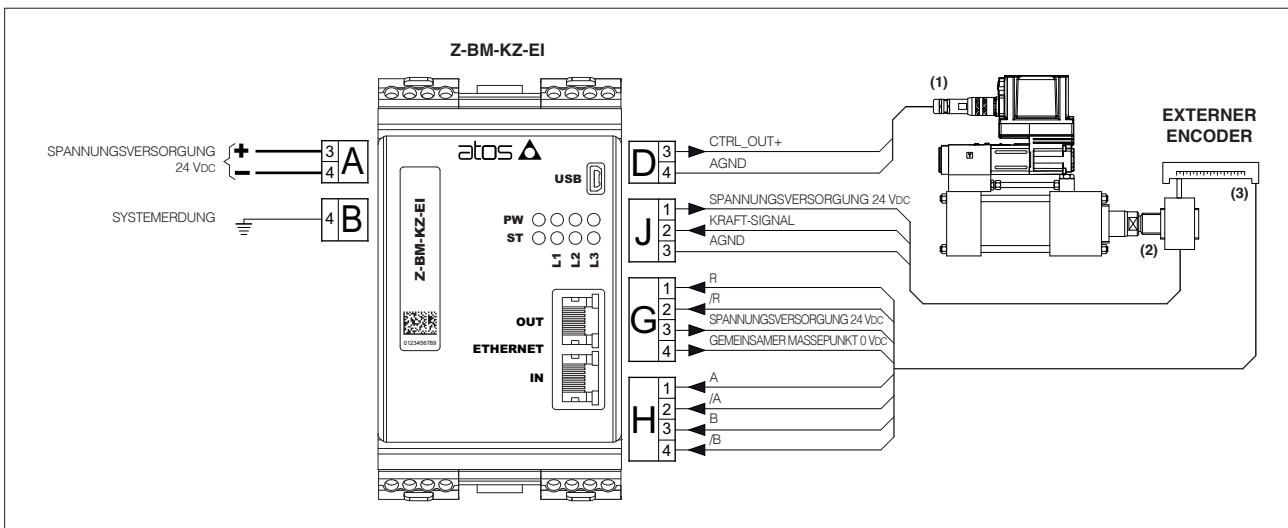 Z-BM-KZ-EI
SPANNUNGSVERSORGUNG
24 VDC
+
–
3
4
A
SYSTEMERDUNG
4
B
atos
USB
PW
ST
L1
L2
L3
Z-BM-KZ-EI
0123456789
OUT
ETHERNET
IN
D
3
4
CTRL_OUT+
AGND
J
1
2
3
SPANNUNGSVERSORGUNG 24 VDC
KRAFT-SIGNAL
AGND
G
1
2
3
4
R
/R
SPANNUNGSVERSORGUNG 24 VDC
GEMEINSAMER MASSEPUNKT 0 VDC
H
1
2
3
4
A
/A
B
/B
(1)
EXTERNER
ENCODER
(3)
(2)